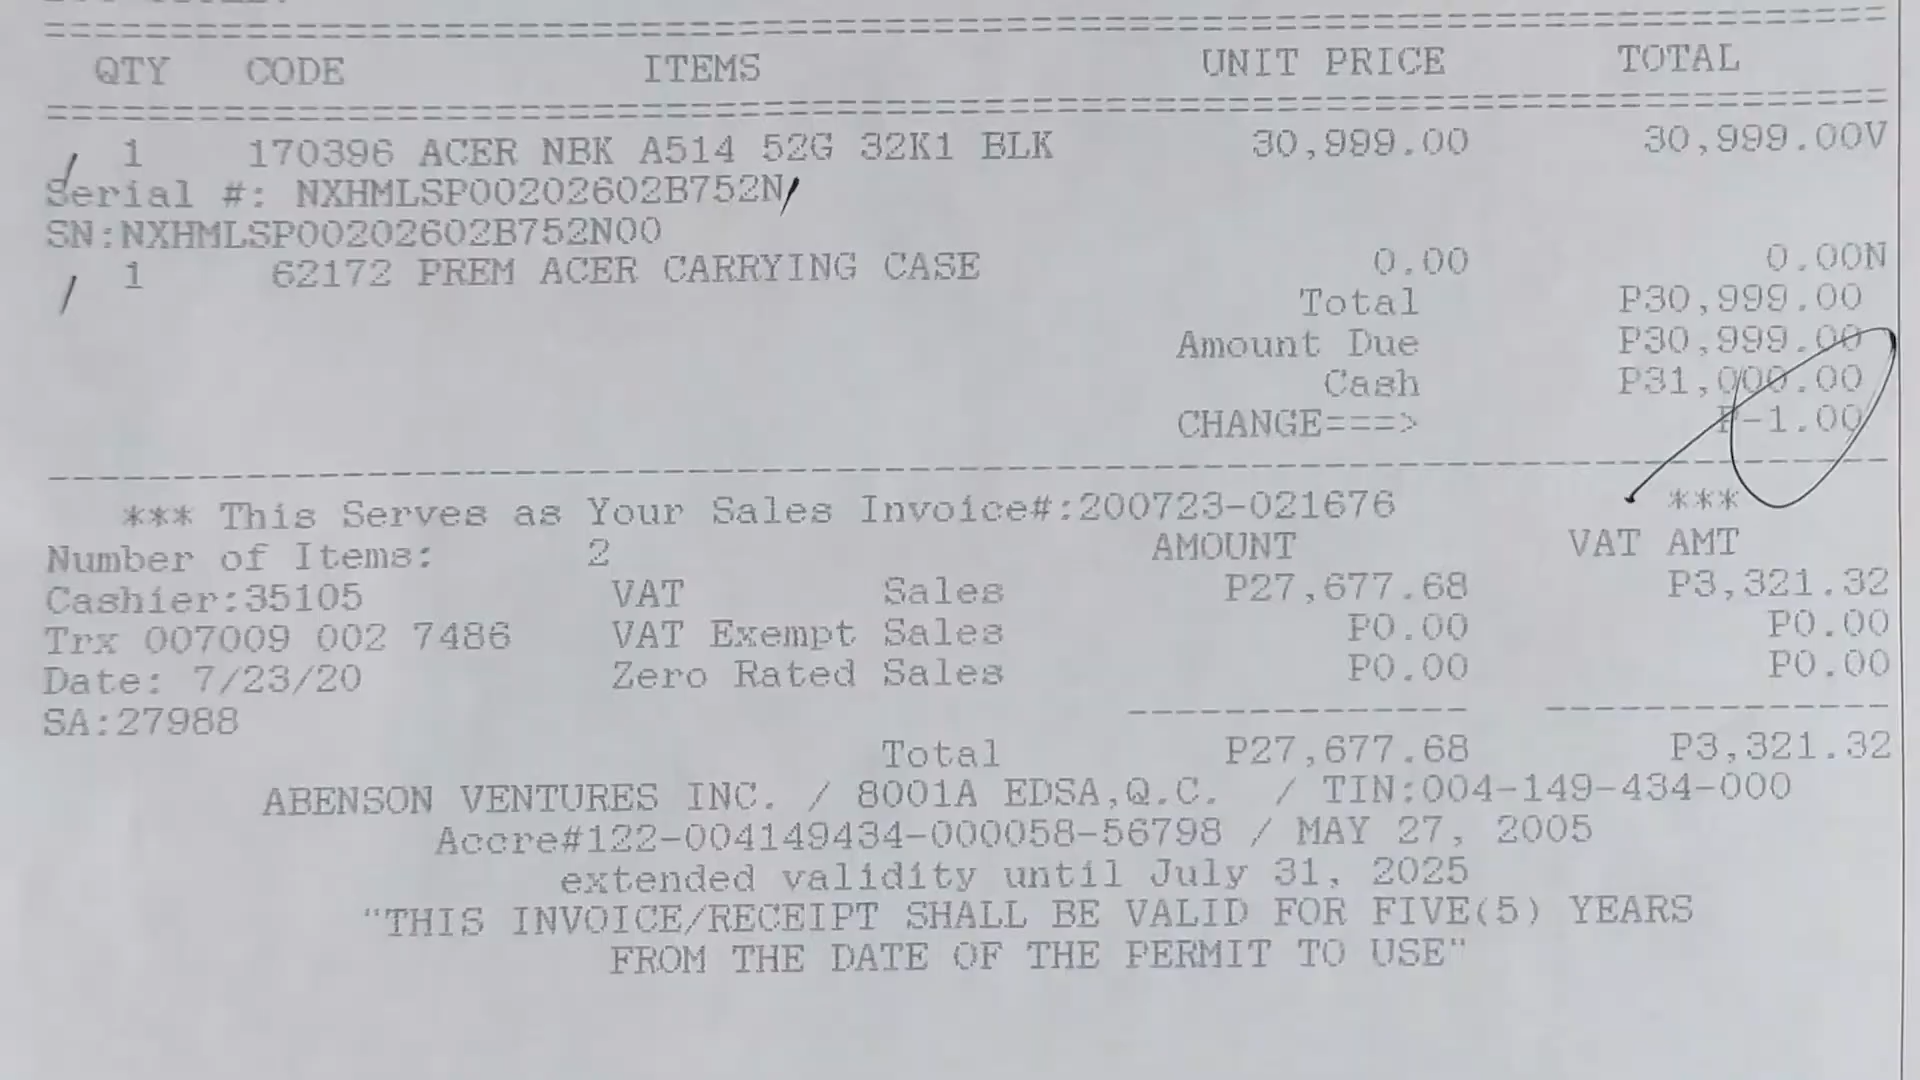 QTY CODE ITEMS UNIT PRICE TOTAL
1 170396 ACER NBK A514 52G 32K1 BLK 30,999.00 30,999.00V
Serial #: NXHMLSP00202602B752N
SN:NXHMLSP00202602B752N00
1 62172 PREM ACER CARRYING CASE 0.00 0.00N
Total P30,999.00
Amount Due P30,999.00
Cash P31,000.00
CHANGE===> P-1.00
*** This Serves as Your Sales Invoice#:200723-021676 ***
Number of Items: 2 AMOUNT VAT AMT
Cashier:35105 VAT Sales P27,677.68 P3,321.32
Trx 007009 002 7486 VAT Exempt Sales P0.00 P0.00
Date: 7/23/20 Zero Rated Sales P0.00 P0.00
SA:27988
Total P27,677.68 P3,321.32
ABENSON VENTURES INC. / 8001A EDSA,Q.C. / TIN:004-149-434-000
Accre#122-004149434-000058-56798 / MAY 27, 2005
extended validity until July 31, 2025
"THIS INVOICE/RECEIPT SHALL BE VALID FOR FIVE(5) YEARS
FROM THE DATE OF THE PERMIT TO USE"